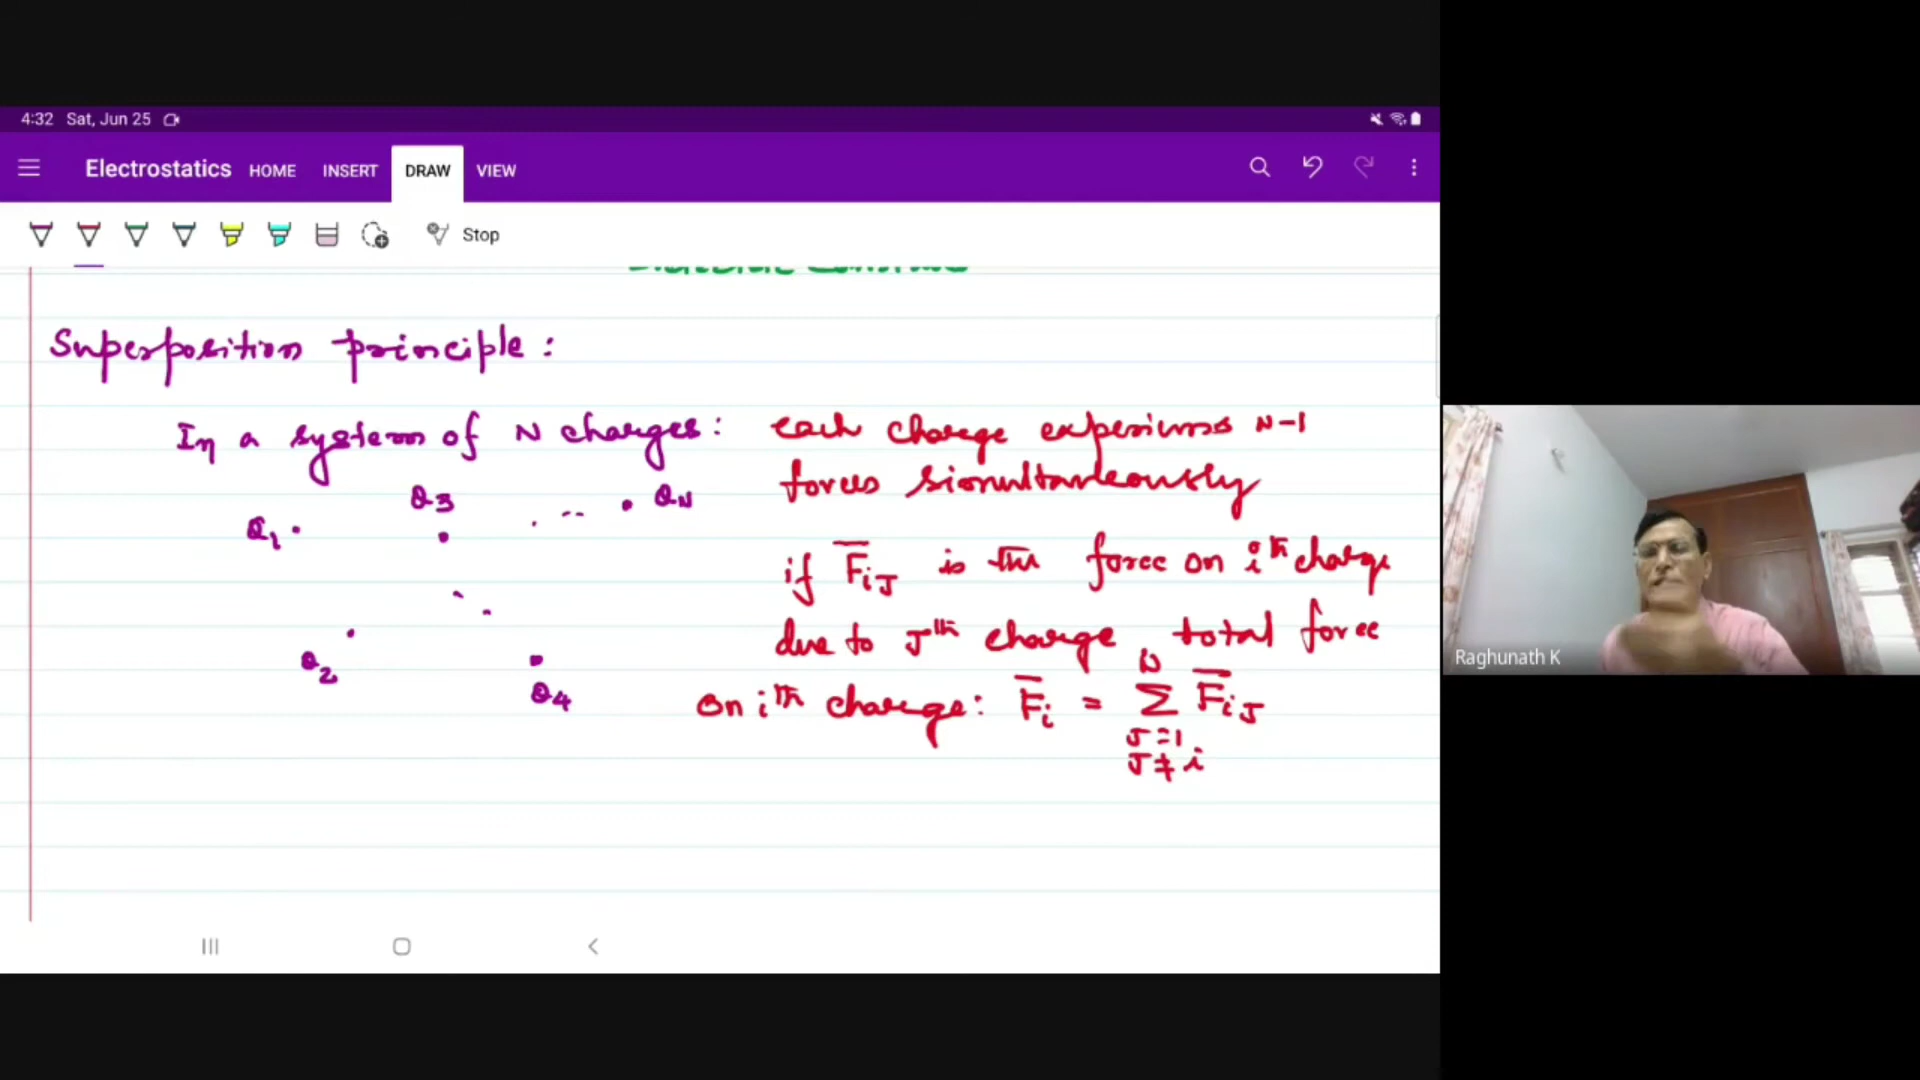 4:32 Sat, Jun 25
Electrostatics HOME INSERT DRAW VIEW
Stop
Superposition principle:
In a system of N charges:
Q1
Q3
QN
Q2
Q4
each charge experiences N-1
forces simultaneously
if F̅iJ is the force on ith charge
due to Jth charge, total force
on ith charge: F̅i = N∑J=1 J≠i F̅iJ
Raghunath K